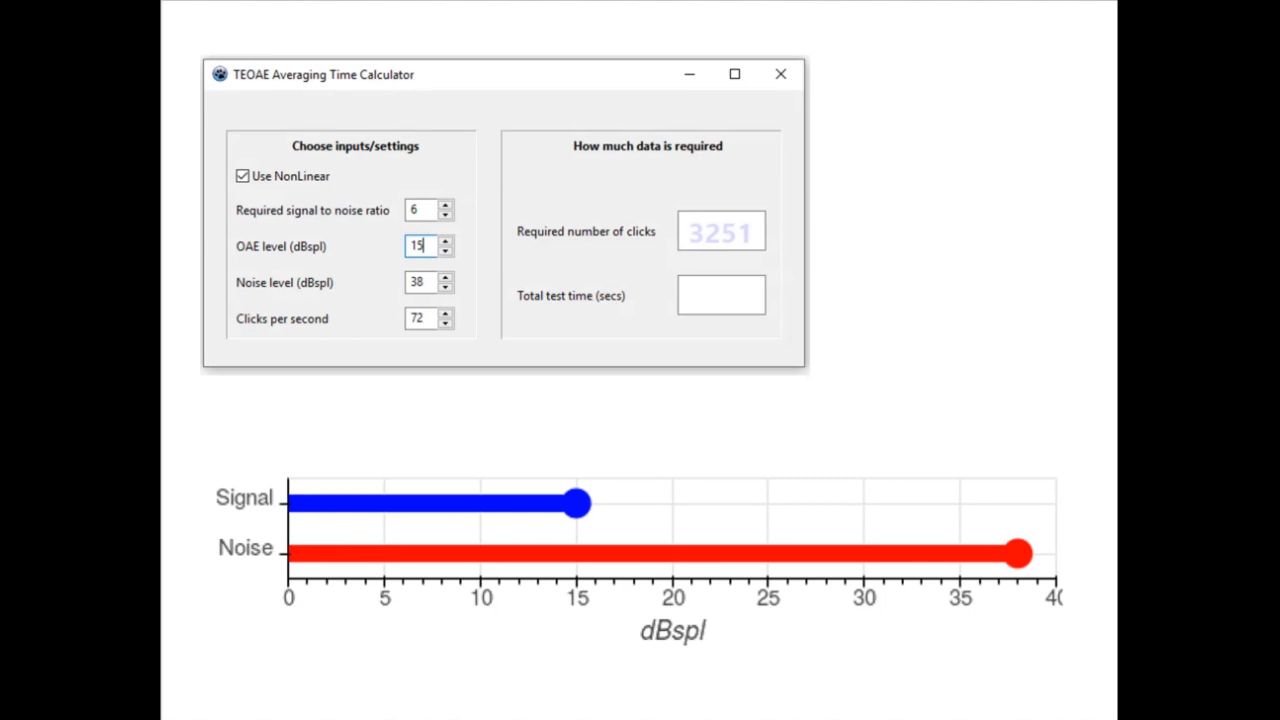 TEOAE Averaging Time Calculator
Choose inputs/settings
Use NonLinear
Required signal to noise ratio 6
OAE level (dBspl) 15
Noise level (dBspl) 38
Clicks per second 72
How much data is required
Required number of clicks 3251
Total test time (secs)
Signal
Noise
0 5 10 15 20 25 30 35 40
dBspl